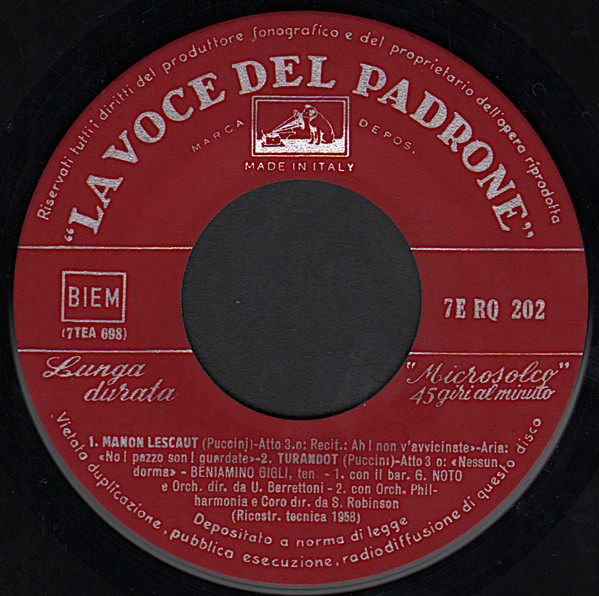 Riservati tutti i diritti del produttore fonografico e del proprietario dell'opera riprodotta
"LA VOCE DEL PADRONE"
MARCA DEPOS.
MADE IN ITALY
BIEM
(7TEA 698)
7E RQ 202
Lunga
durata
"Microsolco"
45 giri al minuto
1. MANON LESCAUT (Puccini)-Atto 3.o: Recit.: Ah! non v'avvicinate»-Aria:
«No! pazzo son! guardate»-2. TURANDOT (Puccini)-Atto 3 o: «Nessun
dorma» - BENIAMINO GIGLI, ten. - 1. con il bar. G. NOTO
e Orch. dir. da U. Berrettoni - 2. con Orch. Phil-
harmonia e Coro dir. da S. Robinson
(Ricostr. tecnica 1958)
Depositato a norma di legge
Vietata duplicazione, pubblica esecuzione, radiodiffusione di questo disco